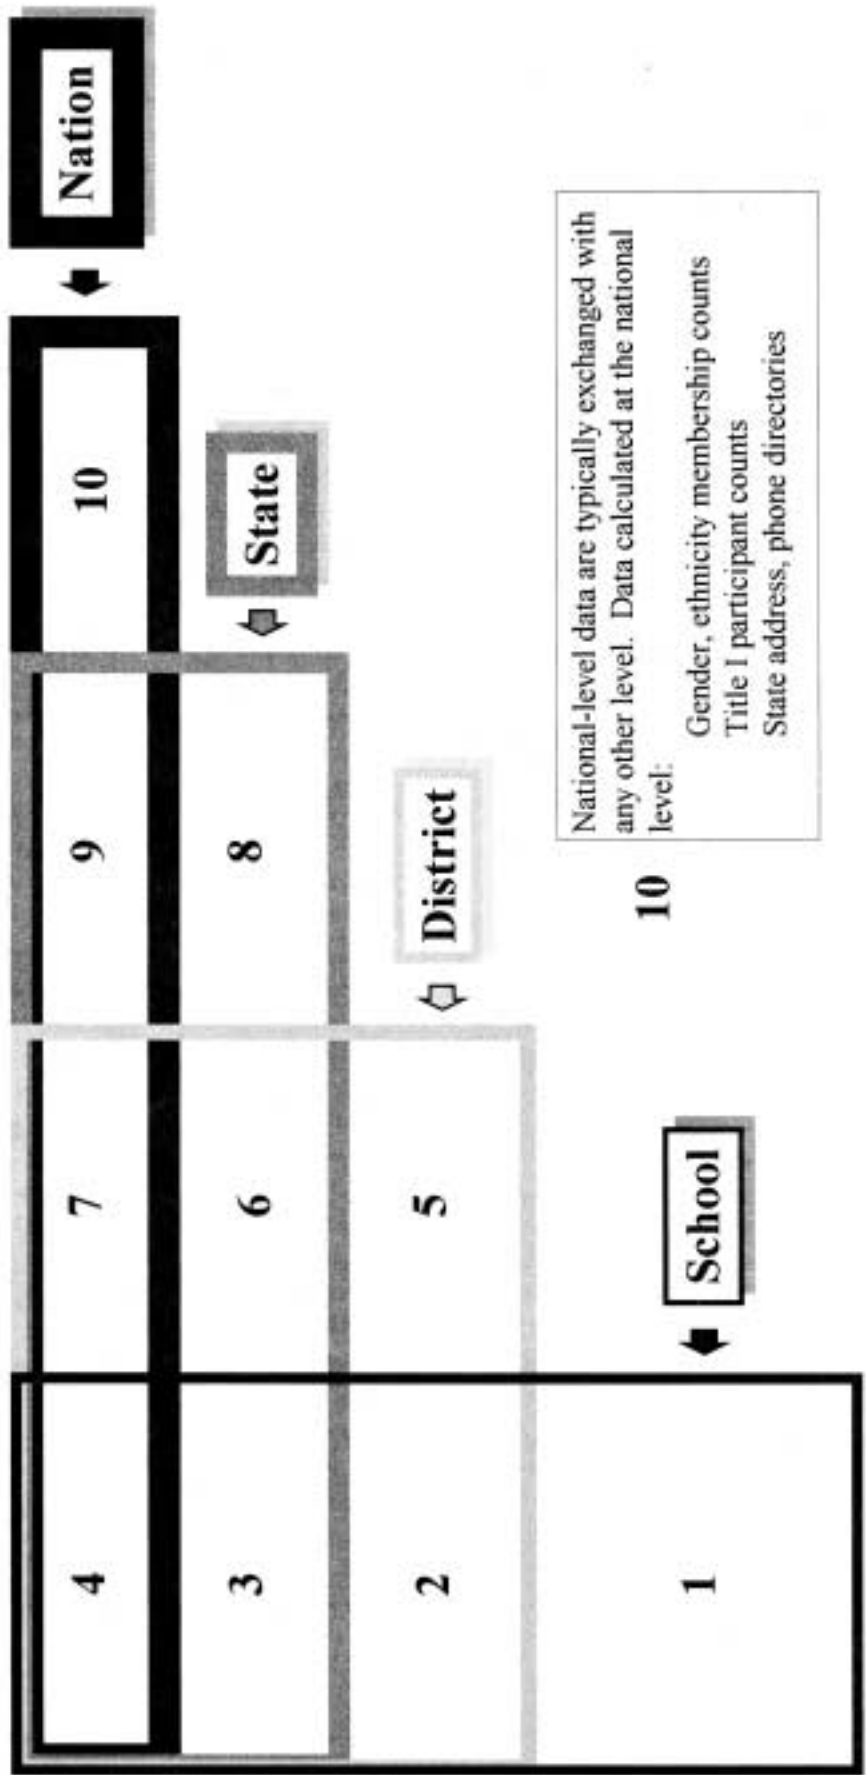 Nation
10
State
9
8
District
7
6
5
School
4
3
2
1
10
National-level data are typically exchanged with
any other level. Data calculated at the national
level:
Gender, ethnicity membership counts
Title I participant counts
State address, phone directories